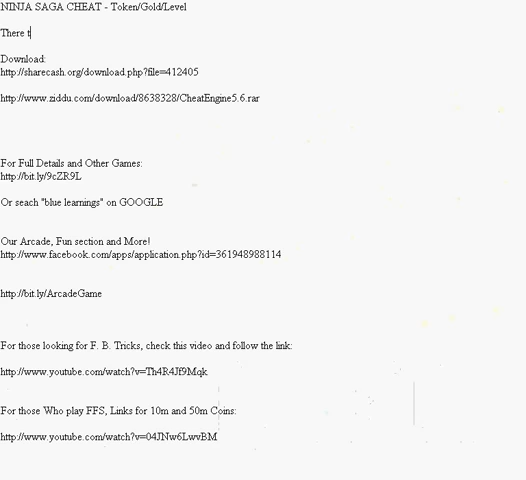 NINJA SAGA CHEAT - Token/Gold/Level
There t
Download:
http://sharecash.org/download.php?file=412405
http://www.ziddu.com/download/8638328/CheatEngine5.6.rar
For Full Details and Other Games:
http://bit.ly/9cZR9L
Or seach "blue learnings" on GOOGLE
Our Arcade, Fun section and More!
http://www.facebook.com/apps/application.php?id=361948988114
http://bit.ly/ArcadeGame
For those looking for F. B. Tricks, check this video and follow the link:
http://www.youtube.com/watch?v=Th4R4Jf9Mqk
For those Who play FFS, Links for 10m and 50m Coins:
http://www.youtube.com/watch?v=04JNw6LwvBM